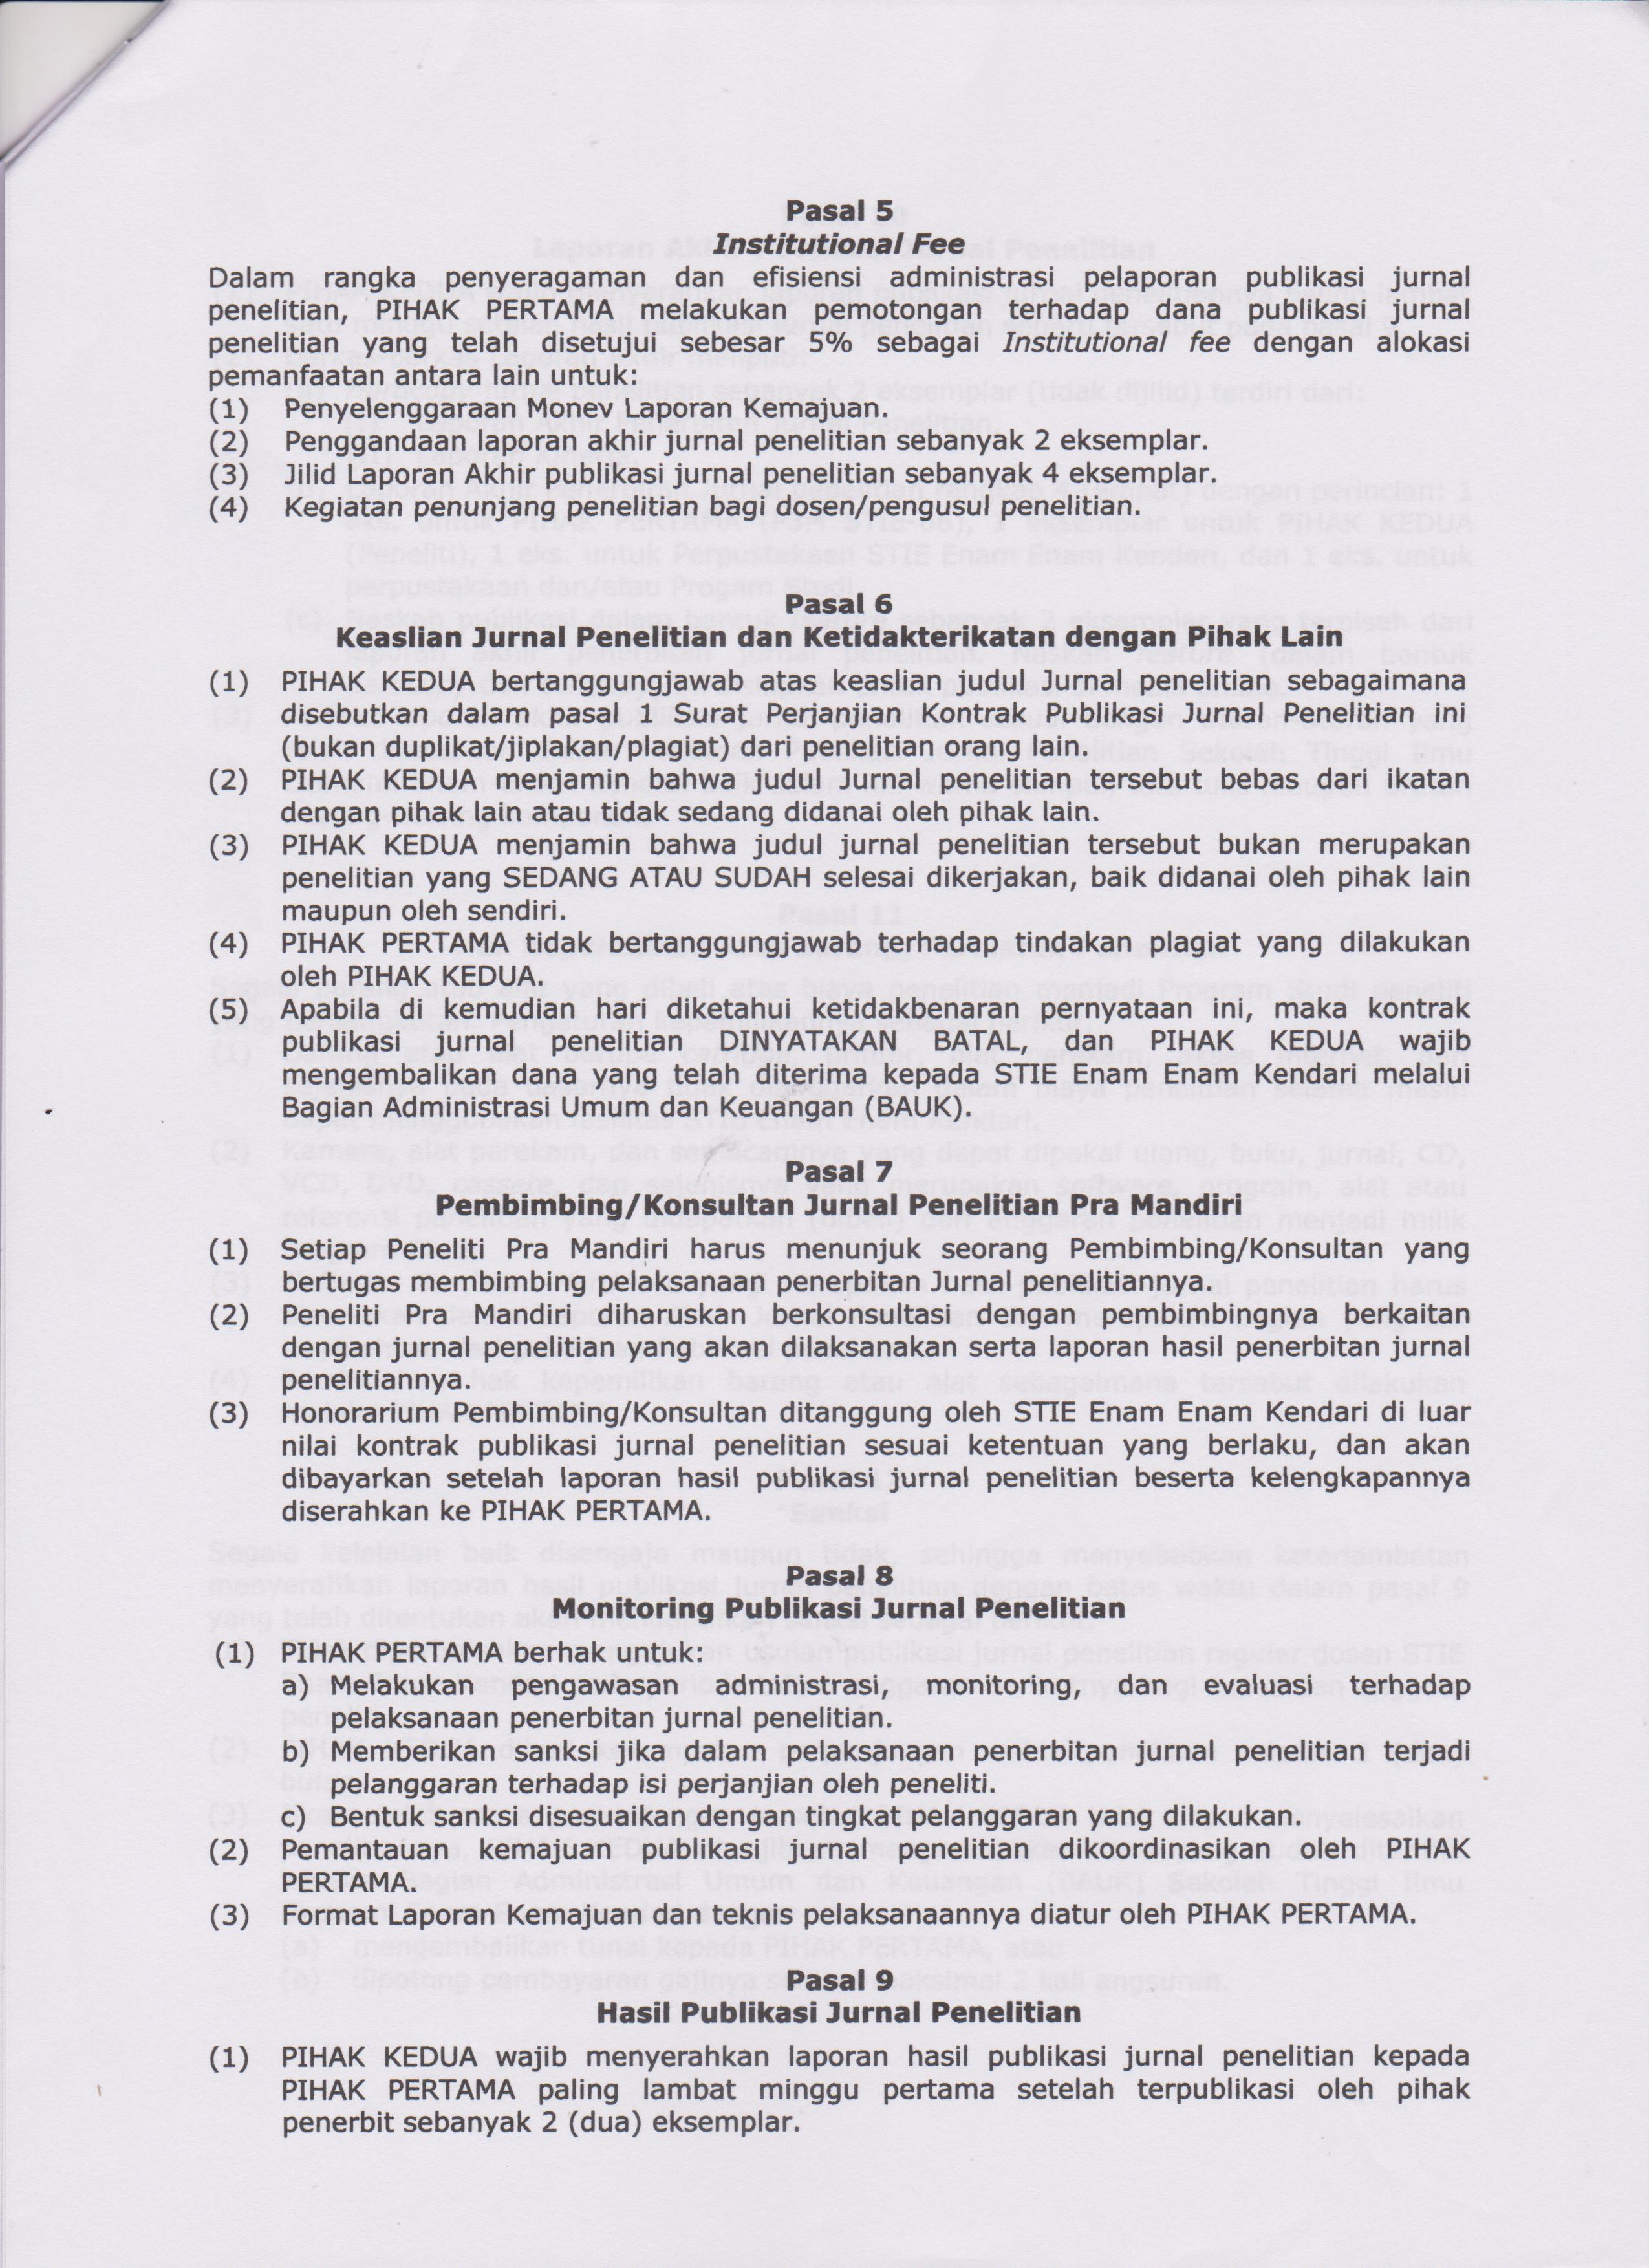 Pasal 5
Institutional Fee
Dalam rangka penyeragaman dan efisiensi administrasi pelaporan publikasi jurnal
penelitian, PIHAK PERTAMA melakukan pemotongan terhadap dana publikasi jurnal
penelitian yang telah disetujui sebesar 5% sebagai Institutional fee dengan alokasi
pemanfaatan antara lain untuk:
(1) Penyelenggaraan Monev Laporan Kemajuan.
(2) Penggandaan laporan akhir jurnal penelitian sebanyak 2 eksemplar.
(3) Jilid Laporan Akhir publikasi jurnal penelitian sebanyak 4 eksemplar.
(4) Kegiatan penunjang penelitian bagi dosen/pengusul penelitian.
Pasal 6
Keaslian Jurnal Penelitian dan Ketidakterikatan dengan Pihak Lain
(1) PIHAK KEDUA bertanggungjawab atas keaslian judul Jurnal penelitian sebagaimana
disebutkan dalam pasal 1 Surat Perjanjian Kontrak Publikasi Jurnal Penelitian ini
(bukan duplikat/jiplakan/plagiat) dari penelitian orang lain.
(2) PIHAK KEDUA menjamin bahwa judul Jurnal penelitian tersebut bebas dari ikatan
dengan pihak lain atau tidak sedang didanai oleh pihak lain.
(3) PIHAK KEDUA menjamin bahwa judul jurnal penelitian tersebut bukan merupakan
penelitian yang SEDANG ATAU SUDAH selesai dikerjakan, baik didanai oleh pihak lain
maupun oleh sendiri.
(4) PIHAK PERTAMA tidak bertanggungjawab terhadap tindakan plagiat yang dilakukan
oleh PIHAK KEDUA.
(5) Apabila di kemudian hari diketahui ketidakbenaran pernyataan ini, maka kontrak
publikasi jurnal penelitian DINYATAKAN BATAL, dan PIHAK KEDUA wajib
mengembalikan dana yang telah diterima kepada STIE Enam Enam Kendari melalui
Bagian Administrasi Umum dan Keuangan (BAUK).
Pasal 7
Pembimbing/Konsultan Jurnal Penelitian Pra Mandiri
(1) Setiap Peneliti Pra Mandiri harus menunjuk seorang Pembimbing/Konsultan yang
bertugas membimbing pelaksanaan penerbitan Jurnal penelitiannya.
(2) Peneliti Pra Mandiri diharuskan berkonsultasi dengan pembimbingnya berkaitan
dengan jurnal penelitian yang akan dilaksanakan serta laporan hasil penerbitan jurnal
penelitiannya.
(3) Honorarium Pembimbing/Konsultan ditanggung oleh STIE Enam Enam Kendari di luar
nilai kontrak publikasi jurnal penelitian sesuai ketentuan yang berlaku, dan akan
dibayarkan setelah laporan hasil publikasi jurnal penelitian beserta kelengkapannya
diserahkan ke PIHAK PERTAMA.
Pasal 8
Monitoring Publikasi Jurnal Penelitian
(1) PIHAK PERTAMA berhak untuk:
a) Melakukan pengawasan administrasi, monitoring, dan evaluasi terhadap
pelaksanaan penerbitan jurnal penelitian.
b) Memberikan sanksi jika dalam pelaksanaan penerbitan jurnal penelitian terjadi
pelanggaran terhadap isi perjanjian oleh peneliti.
c) Bentuk sanksi disesuaikan dengan tingkat pelanggaran yang dilakukan.
(2) Pemantauan kemajuan publikasi jurnal penelitian dikoordinasikan oleh PIHAK
PERTAMA.
(3) Format Laporan Kemajuan dan teknis pelaksanaannya diatur oleh PIHAK PERTAMA.
Pasal 9
Hasil Publikasi Jurnal Penelitian
(1) PIHAK KEDUA wajib menyerahkan laporan hasil publikasi jurnal penelitian kepada
PIHAK PERTAMA paling lambat minggu pertama setelah terpublikasi oleh pihak
penerbit sebanyak 2 (dua) eksemplar.